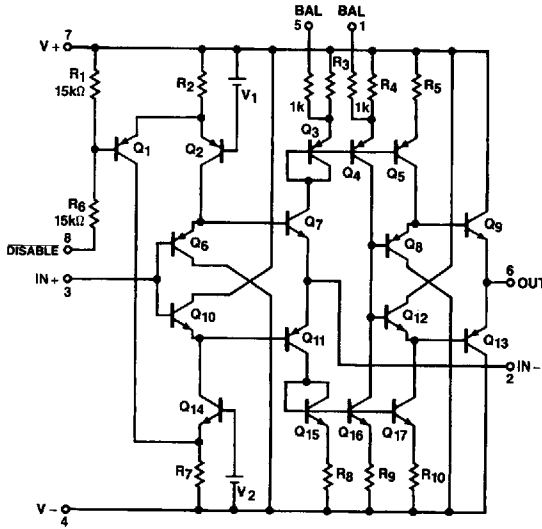 BAL BAL
7 5 1
V+
R1
15kΩ
R2
V1
R3
R4
R5
1k
1k
Q1
Q2
Q3
Q4
Q5
R6
15kΩ
8
DISABLE
Q6
Q7
Q8
Q9
IN+
3
6
OUT
Q10
Q11
Q12
Q13
IN−
2
Q14
Q15
Q16
Q17
R7
V2
R8
R9
R10
V−
4